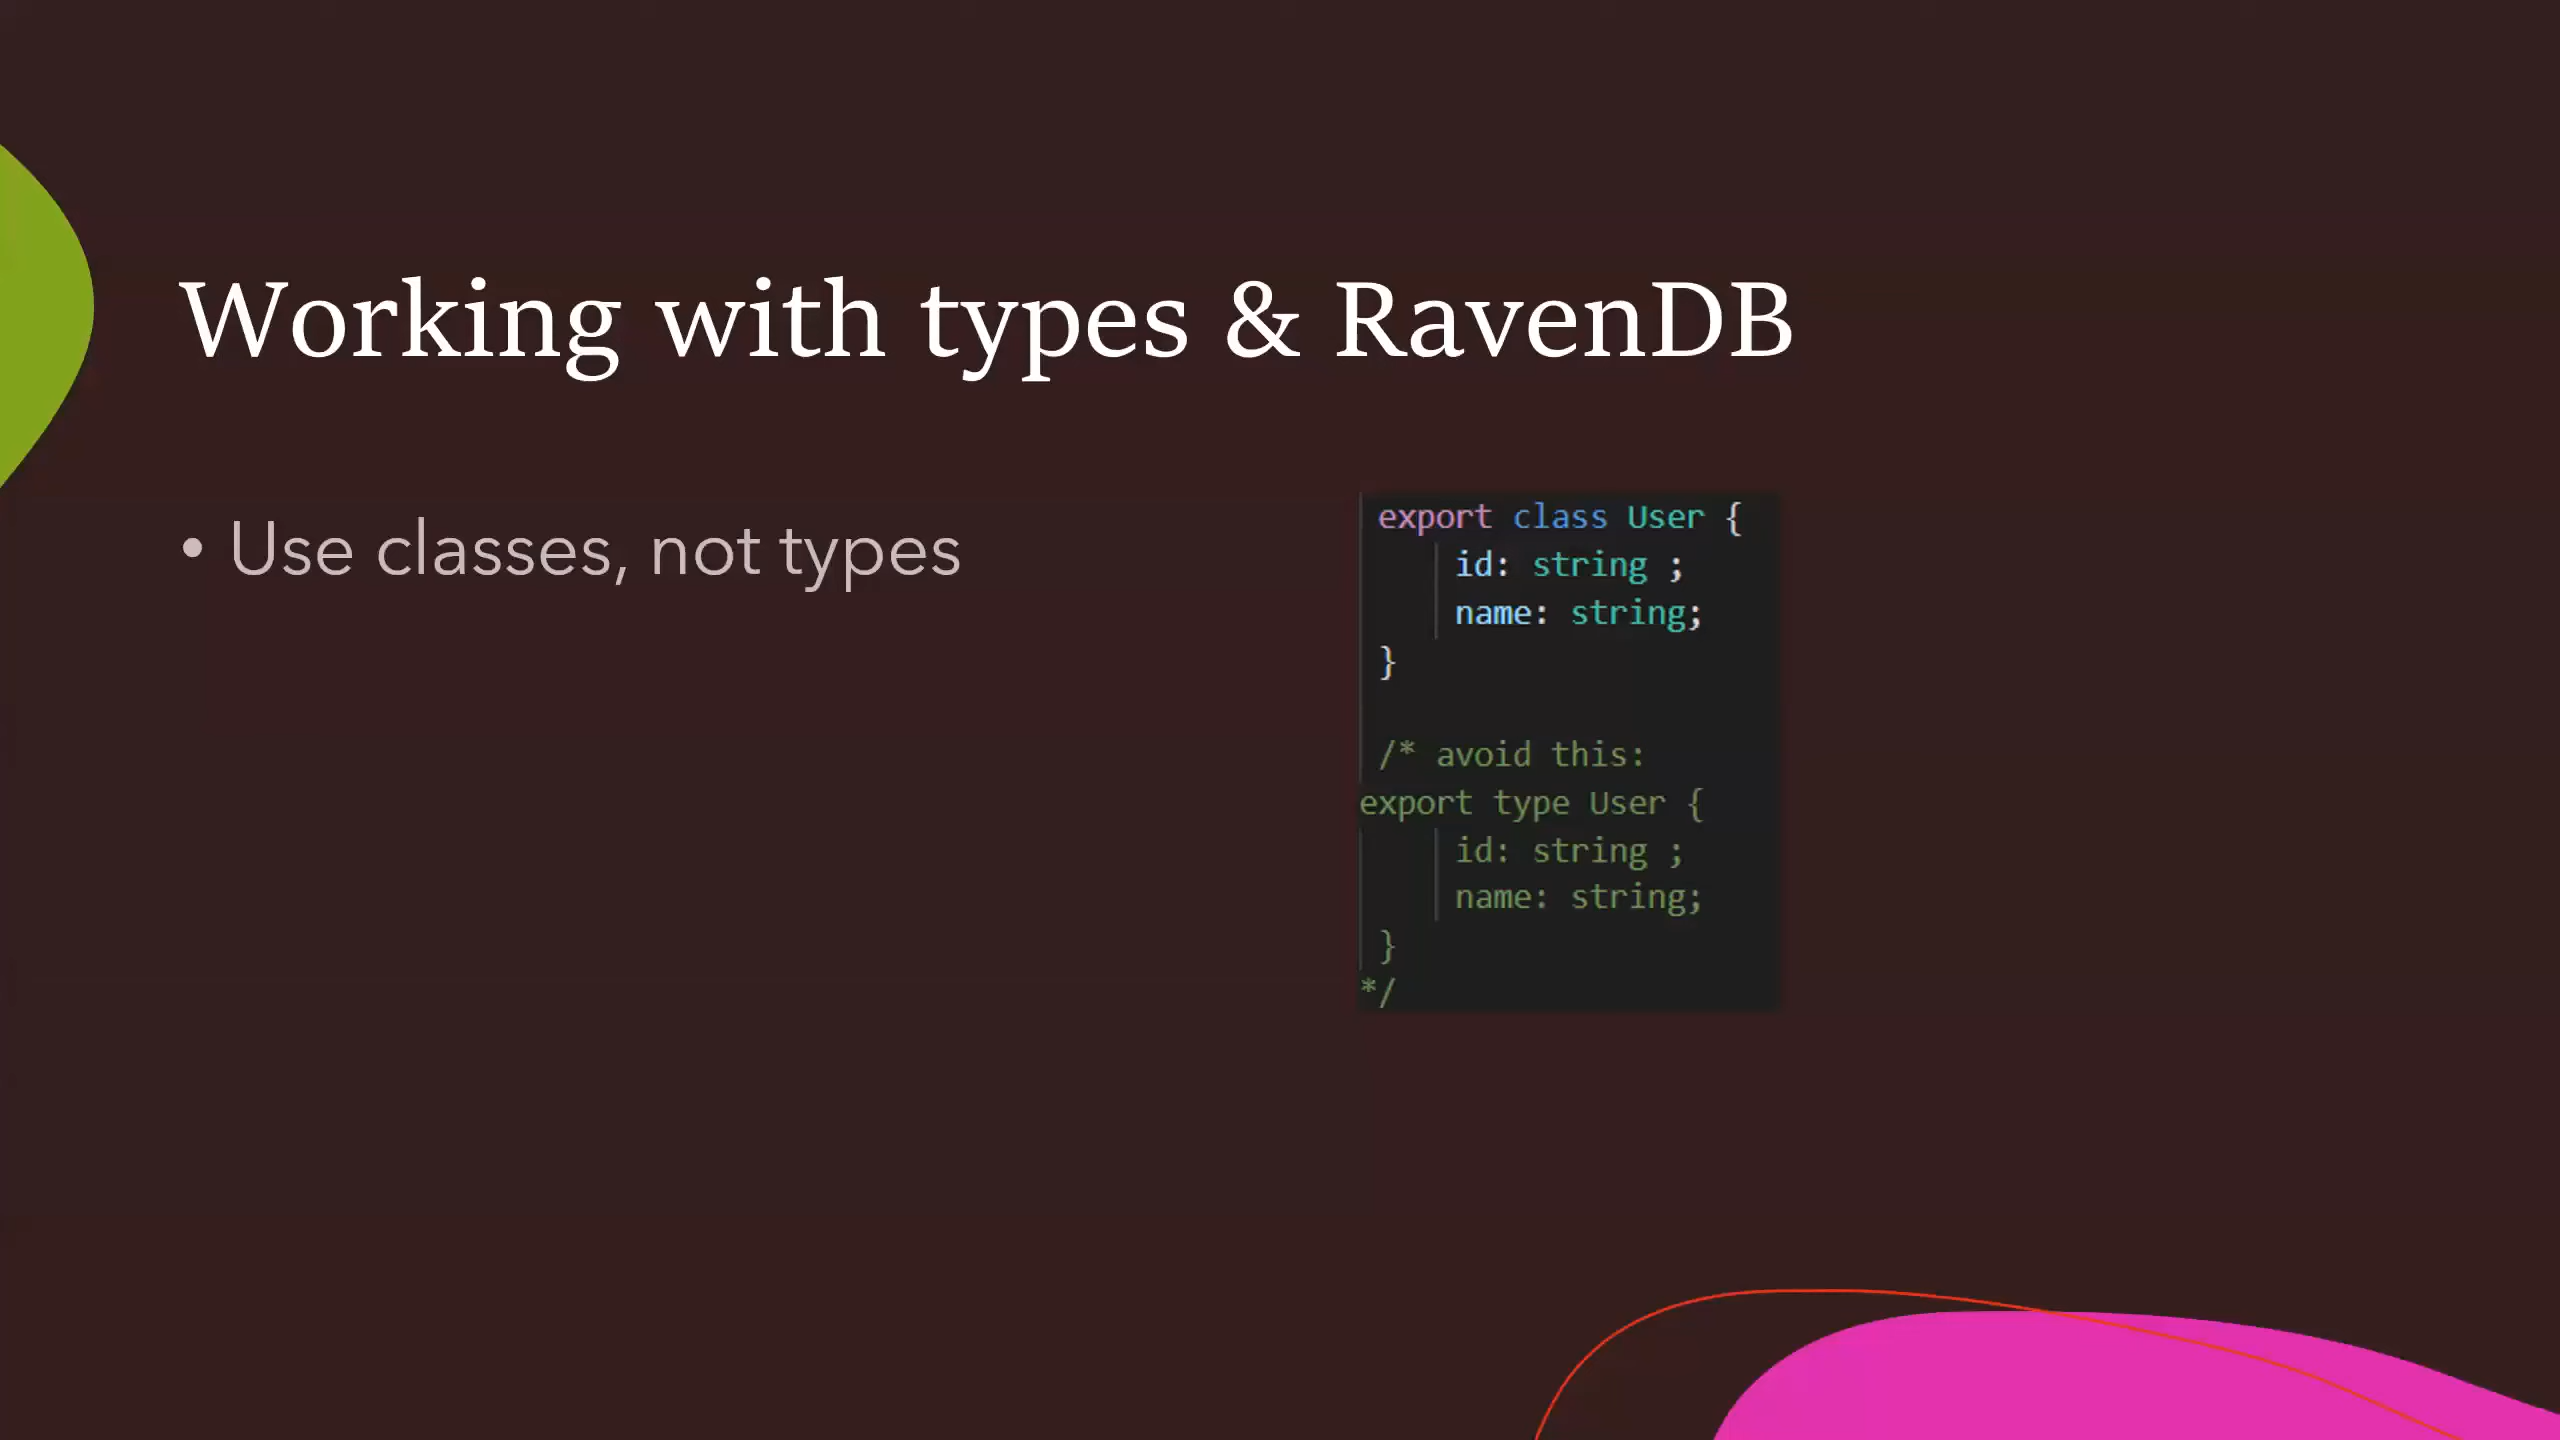 Working with types & RavenDB
• Use classes, not types
export class User {
id: string ;
name: string;
}
/* avoid this:
export type User {
id: string ;
name: string;
}
*/